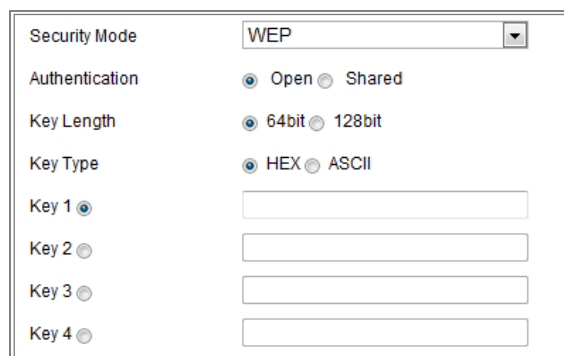 Security Mode WEP
Authentication Open Shared
Key Length 64bit 128bit
Key Type HEX ASCII
Key 1
Key 2
Key 3
Key 4